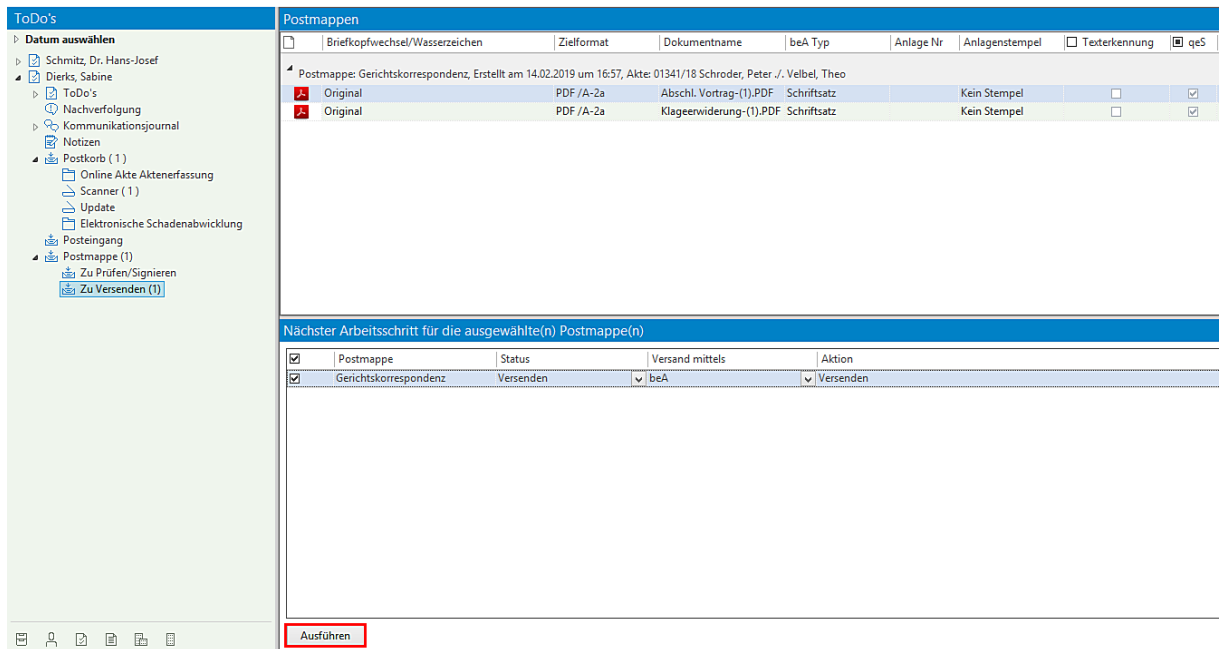 ToDo's
Datum auswählen
Schmitz, Dr. Hans-Josef
Dierks, Sabine
ToDo's
Nachverfolgung
Kommunikationsjournal
Notizen
Postkorb ( 1 )
Online Akte Aktenerfassung
Scanner ( 1 )
Update
Elektronische Schadenabwicklung
Posteingang
Postmappe (1)
Zu Prüfen/Signieren
Zu Versenden (1)
Postmappen
Briefkopfwechsel/Wasserzeichen Zielformat Dokumentname beA Typ Anlage Nr Anlagenstempel Texterkennung qeS
Postmappe: Gerichtskorrespondenz, Erstellt am 14.02.2019 um 16:57, Akte: 01341/18 Schroder, Peter ./. Velbel, Theo
Original PDF /A-2a Abschl. Vortrag-(1).PDF Schriftsatz Kein Stempel
Original PDF /A-2a Klageerwiderung-(1).PDF Schriftsatz Kein Stempel
Nächster Arbeitsschritt für die ausgewählte(n) Postmappe(n)
Postmappe Status Versand mittels Aktion
Gerichtskorrespondenz Versenden beA Versenden
Ausführen